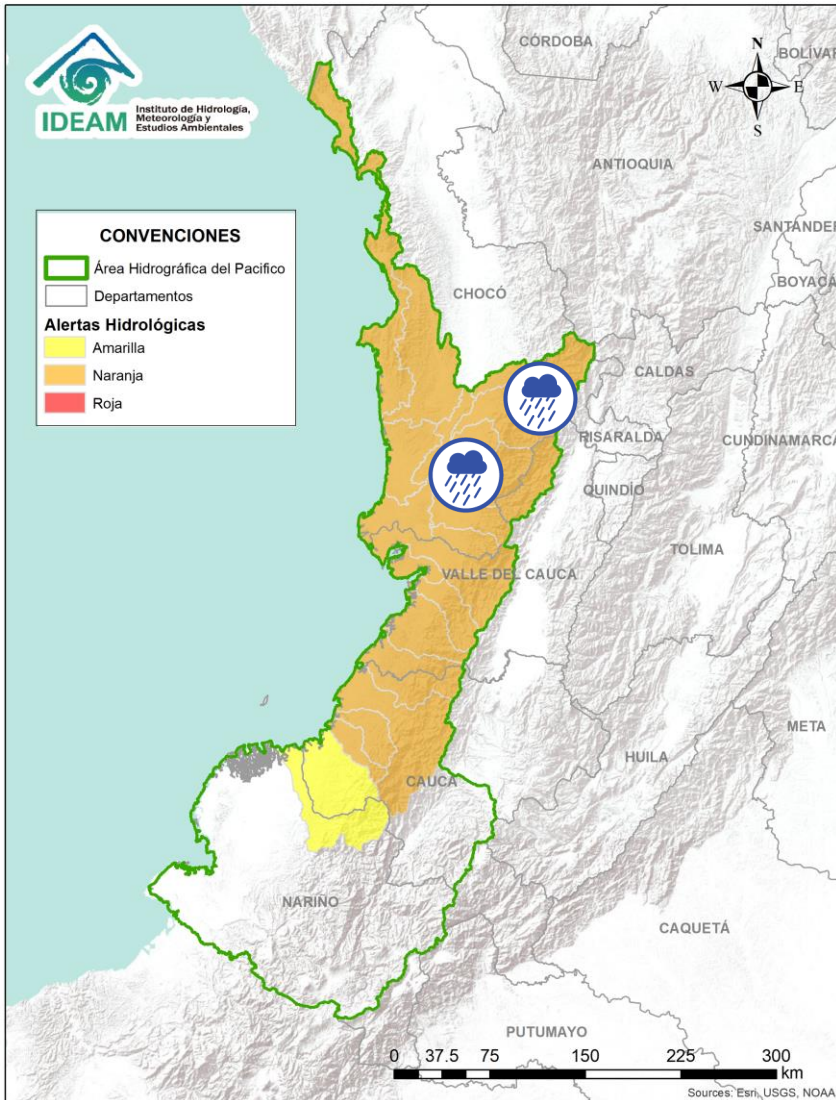 CÓRDOBA
BOLÍVAR
N
W E
S
IDEAM
Instituto de Hidrología,
Meteorología y
Estudios Ambientales
ANTIOQUIA
SANTANDER
CONVENCIONES
Área Hidrográfica del Pacifico
Departamentos
Alertas Hidrológicas
Amarilla
Naranja
Roja
BOYACÁ
CHOCÓ
CALDAS
RISARALDA
CUNDINAMARCA
QUINDÍO
TOLIMA
VALLE DEL CAUCA
META
HUILA
CAUCA
NARIÑO
CAQUETÁ
PUTUMAYO
0 37.5 75 150 225 300
km
Sources: Esri, USGS, NOAA